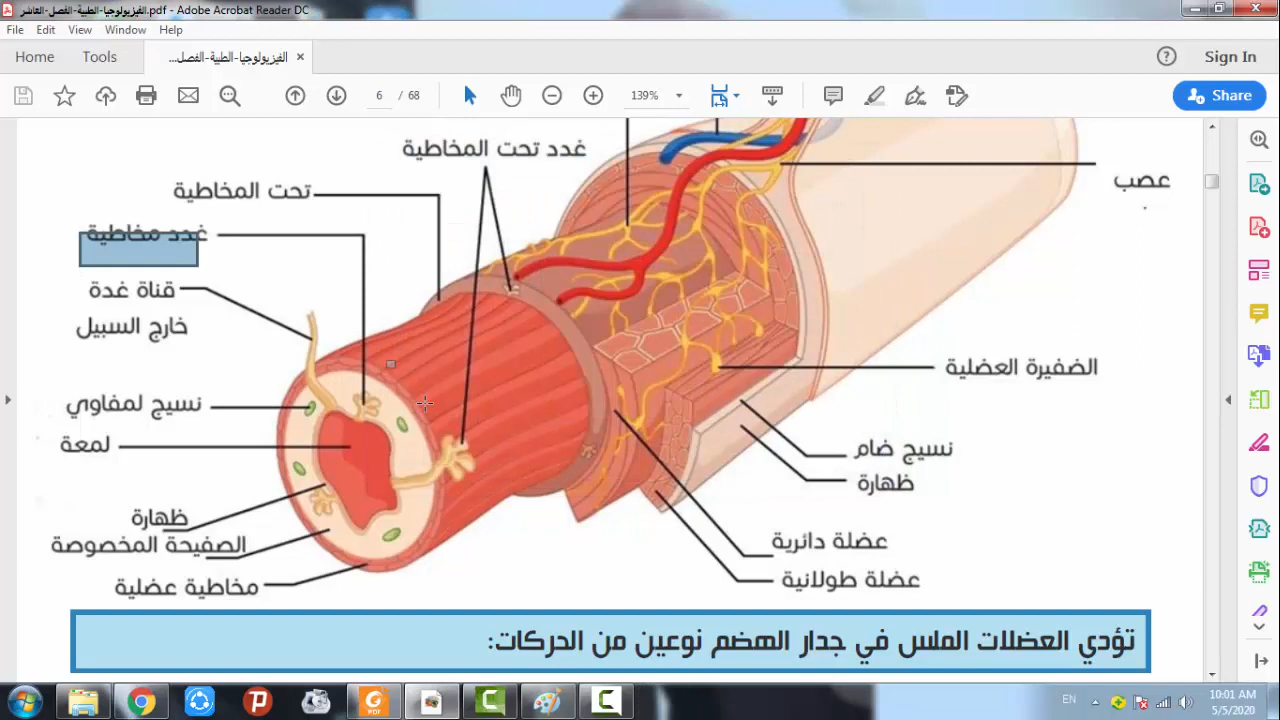 الفيزيولوجيا-الطبية-الفصل-العاشر.pdf - Adobe Acrobat Reader DC
File Edit View Window Help
Home Tools الفيزيولوجيا-الطبية-الفصل... × Sign In
6 / 68 139% Share
غدد تحت المخاطية
عصب
تحت المخاطية
غدد مخاطية
قناة غدة
خارج السبيل
الضفيرة العضلية
نسيج لمفاوي
لمعة
نسيج ضام
ظهارة
ظهارة
الصفيحة المخصوصة
عضلة دائرية
عضلة طولانية
مخاطية عضلية
تؤدي العضلات الملس في جدار الهضم نوعين من الحركات:
EN 10:01 AM
5/5/2020